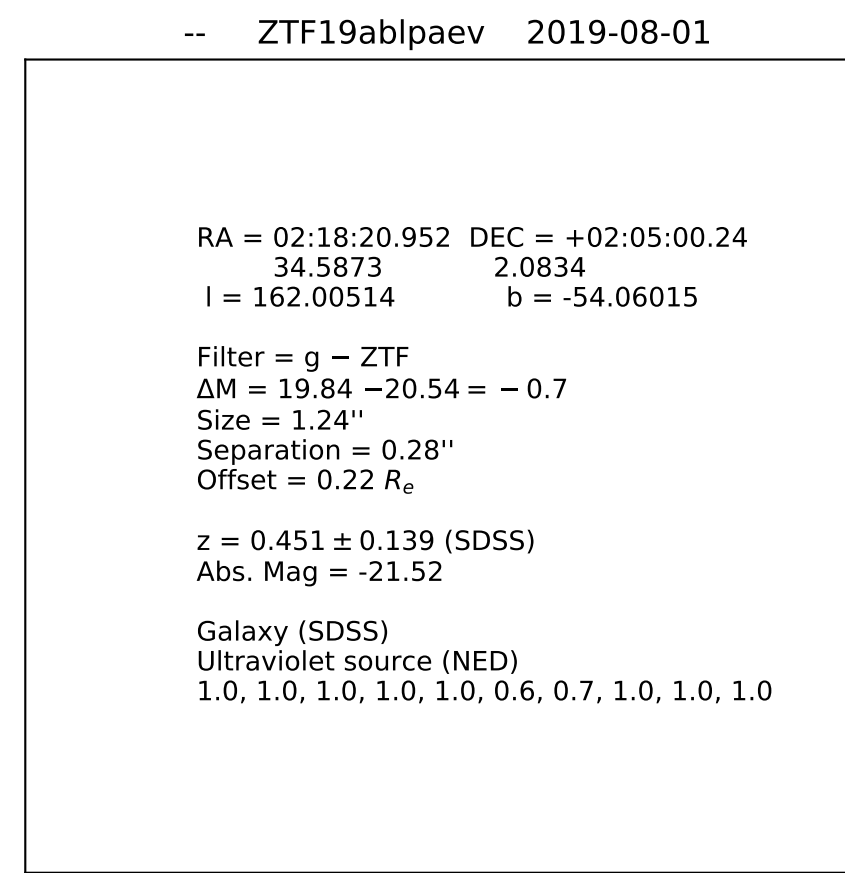 -- ZTF19ablpaev 2019-08-01
RA = 02:18:20.952 DEC = +02:05:00.24
34.5873 2.0834
l = 162.00514 b = -54.06015
Filter = g − ZTF
ΔM = 19.84 −20.54 = − 0.7
Size = 1.24''
Separation = 0.28''
Offset = 0.22 Re
z = 0.451 ± 0.139 (SDSS)
Abs. Mag = -21.52
Galaxy (SDSS)
Ultraviolet source (NED)
1.0, 1.0, 1.0, 1.0, 1.0, 0.6, 0.7, 1.0, 1.0, 1.0